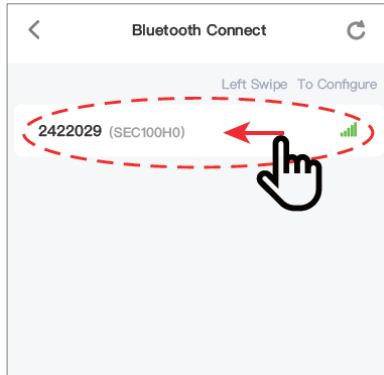 Bluetooth Connect
Left Swipe To Configure
2422029 (SEC100H0)